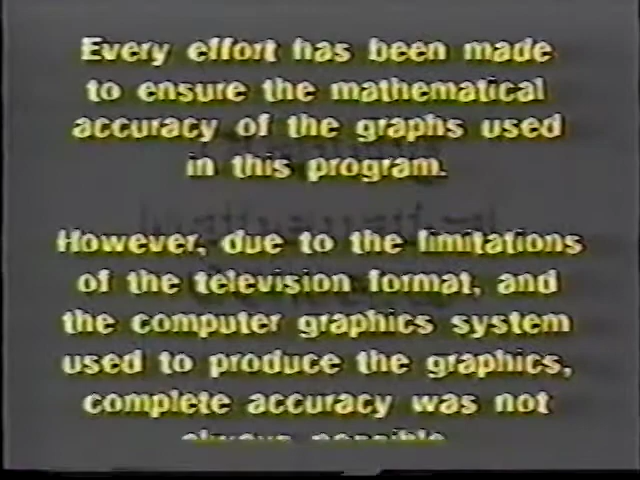 Every effort has been made
to ensure the mathematical
accuracy of the graphs used
in this program.
However, due to the limitations
of the television format, and
the computer graphics system
used to produce the graphics,
complete accuracy was not
always possible